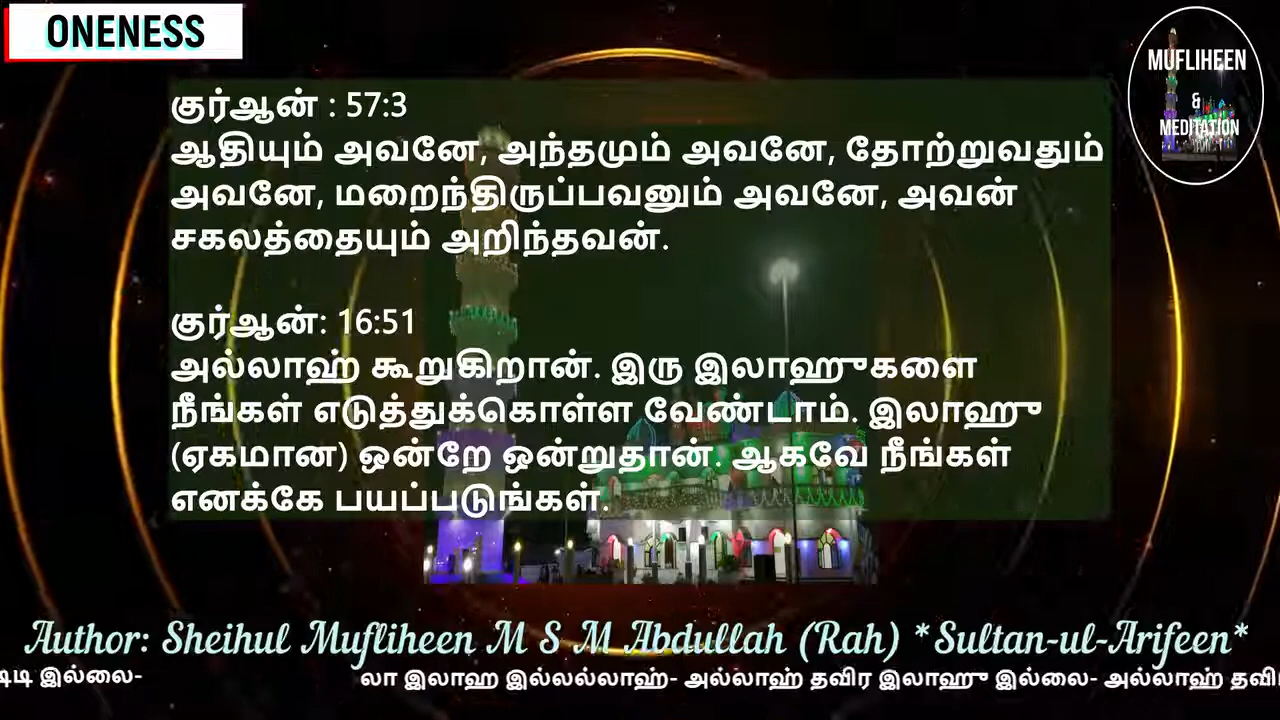 ONENESS
MUFLIHEEN
&
MEDITATION
குர்ஆன் : 57:3
ஆதியும் அவனே, அந்தமும் அவனே, தோற்றுவதும்
அவனே, மறைந்திருப்பவனும் அவனே, அவன்
சகலத்தையும் அறிந்தவன்.
குர்ஆன்: 16:51
அல்லாஹ் கூறுகிறான். இரு இலாஹுகளை
நீங்கள் எடுத்துக்கொள்ள வேண்டாம். இலாஹு
(ஏகமான) ஒன்றே ஒன்றுதான். ஆகவே நீங்கள்
எனக்கே பயப்படுங்கள்.
Author: Sheihul Mufliheen M S M Abdullah (Rah) *Sultan-ul-Arifeen*
இல்லை- லா இலாஹ இல்லல்லாஹ்- அல்லாஹ் தவிர இலாஹு இல்லை- அல்லாஹ்